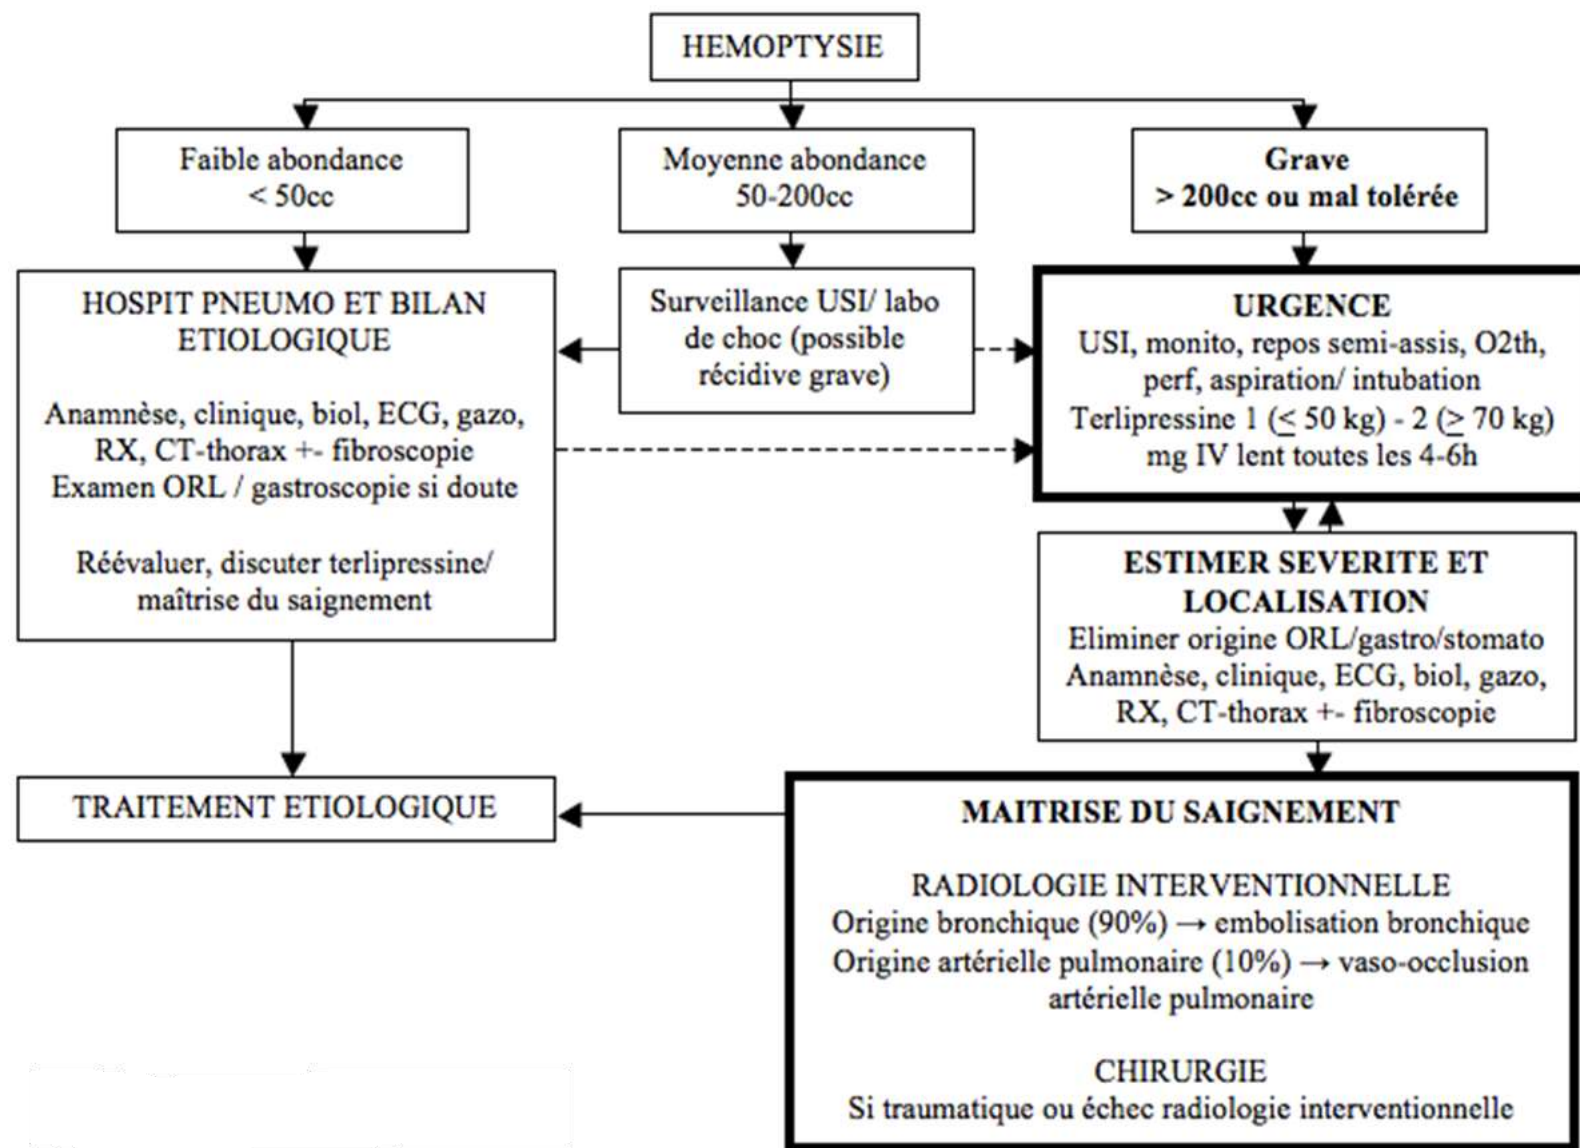 HEMOPTYSIE
Faible abondance
< 50cc
Moyenne abondance
50-200cc
Grave
> 200cc ou mal tolérée
HOSPIT PNEUMO ET BILAN
ETIOLOGIQUE
Anamnèse, clinique, biol, ECG, gazo,
RX, CT-thorax +- fibroscopie
Examen ORL / gastroscopie si doute
Réévaluer, discuter terlipressine/
maîtrise du saignement
Surveillance USI/ labo
de choc (possible
récidive grave)
URGENCE
USI, monito, repos semi-assis, O2th,
perf, aspiration/ intubation
Terlipressine 1 (≤ 50 kg) - 2 (≥ 70 kg)
mg IV lent toutes les 4-6h
ESTIMER SEVERITE ET
LOCALISATION
Eliminer origine ORL/gastro/stomato
Anamnèse, clinique, ECG, biol, gazo,
RX, CT-thorax +- fibroscopie
TRAITEMENT ETIOLOGIQUE
MAITRISE DU SAIGNEMENT
RADIOLOGIE INTERVENTIONNELLE
Origine bronchique (90%) → embolisation bronchique
Origine artérielle pulmonaire (10%) → vaso-occlusion
artérielle pulmonaire
CHIRURGIE
Si traumatique ou échec radiologie interventionnelle